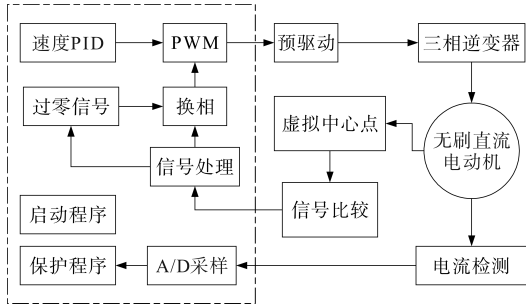 速度PID
PWM
预驱动
三相逆变器
过零信号
换相
虚拟中心点
无刷直流
电动机
信号处理
启动程序
信号比较
保护程序
A/D采样
电流检测